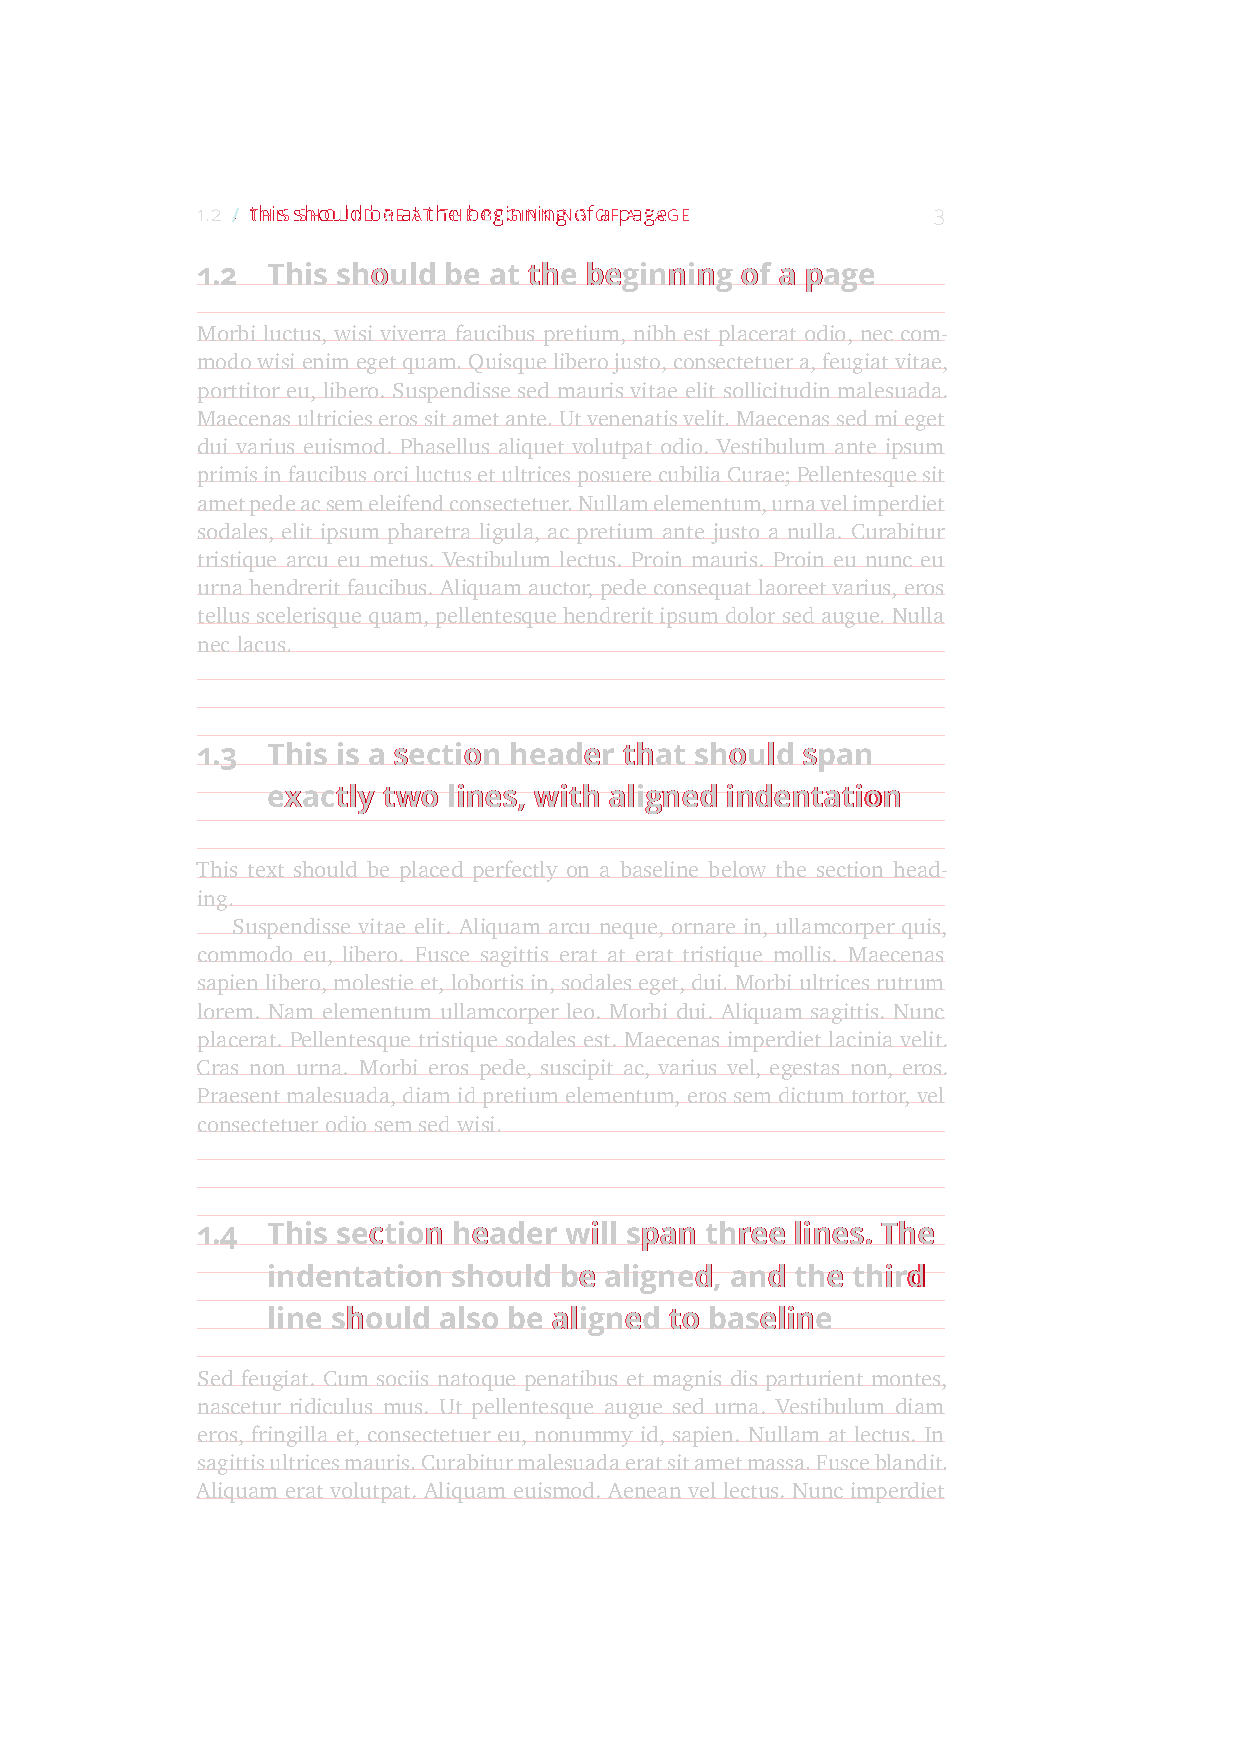 1.2 / this should be at the beginning of a page 3
1.2 This should be at the beginning of a page
Morbi luctus, wisi viverra faucibus pretium, nibh est placerat odio, nec com-
modo wisi enim eget quam. Quisque libero justo, consectetuer a, feugiat vitae,
porttitor eu, libero. Suspendisse sed mauris vitae elit sollicitudin malesuada.
Maecenas ultricies eros sit amet ante. Ut venenatis velit. Maecenas sed mi eget
dui varius euismod. Phasellus aliquet volutpat odio. Vestibulum ante ipsum
primis in faucibus orci luctus et ultrices posuere cubilia Curae; Pellentesque sit
amet pede ac sem eleifend consectetuer. Nullam elementum, urna vel imperdiet
sodales, elit ipsum pharetra ligula, ac pretium ante justo a nulla. Curabitur
tristique arcu eu metus. Vestibulum lectus. Proin mauris. Proin eu nunc eu
urna hendrerit faucibus. Aliquam auctor, pede consequat laoreet varius, eros
tellus scelerisque quam, pellentesque hendrerit ipsum dolor sed augue. Nulla
nec lacus.
1.3 This is a section header that should span
exactly two lines, with aligned indentation
This text should be placed perfectly on a baseline below the section head-
ing.
Suspendisse vitae elit. Aliquam arcu neque, ornare in, ullamcorper quis,
commodo eu, libero. Fusce sagittis erat at erat tristique mollis. Maecenas
sapien libero, molestie et, lobortis in, sodales eget, dui. Morbi ultrices rutrum
lorem. Nam elementum ullamcorper leo. Morbi dui. Aliquam sagittis. Nunc
placerat. Pellentesque tristique sodales est. Maecenas imperdiet lacinia velit.
Cras non urna. Morbi eros pede, suscipit ac, varius vel, egestas non, eros.
Praesent malesuada, diam id pretium elementum, eros sem dictum tortor, vel
consectetuer odio sem sed wisi.
1.4 This section header will span three lines. The
indentation should be aligned, and the third
line should also be aligned to baseline
Sed feugiat. Cum sociis natoque penatibus et magnis dis parturient montes,
nascetur ridiculus mus. Ut pellentesque augue sed urna. Vestibulum diam
eros, fringilla et, consectetuer eu, nonummy id, sapien. Nullam at lectus. In
sagittis ultrices mauris. Curabitur malesuada erat sit amet massa. Fusce blandit.
Aliquam erat volutpat. Aliquam euismod. Aenean vel lectus. Nunc imperdiet